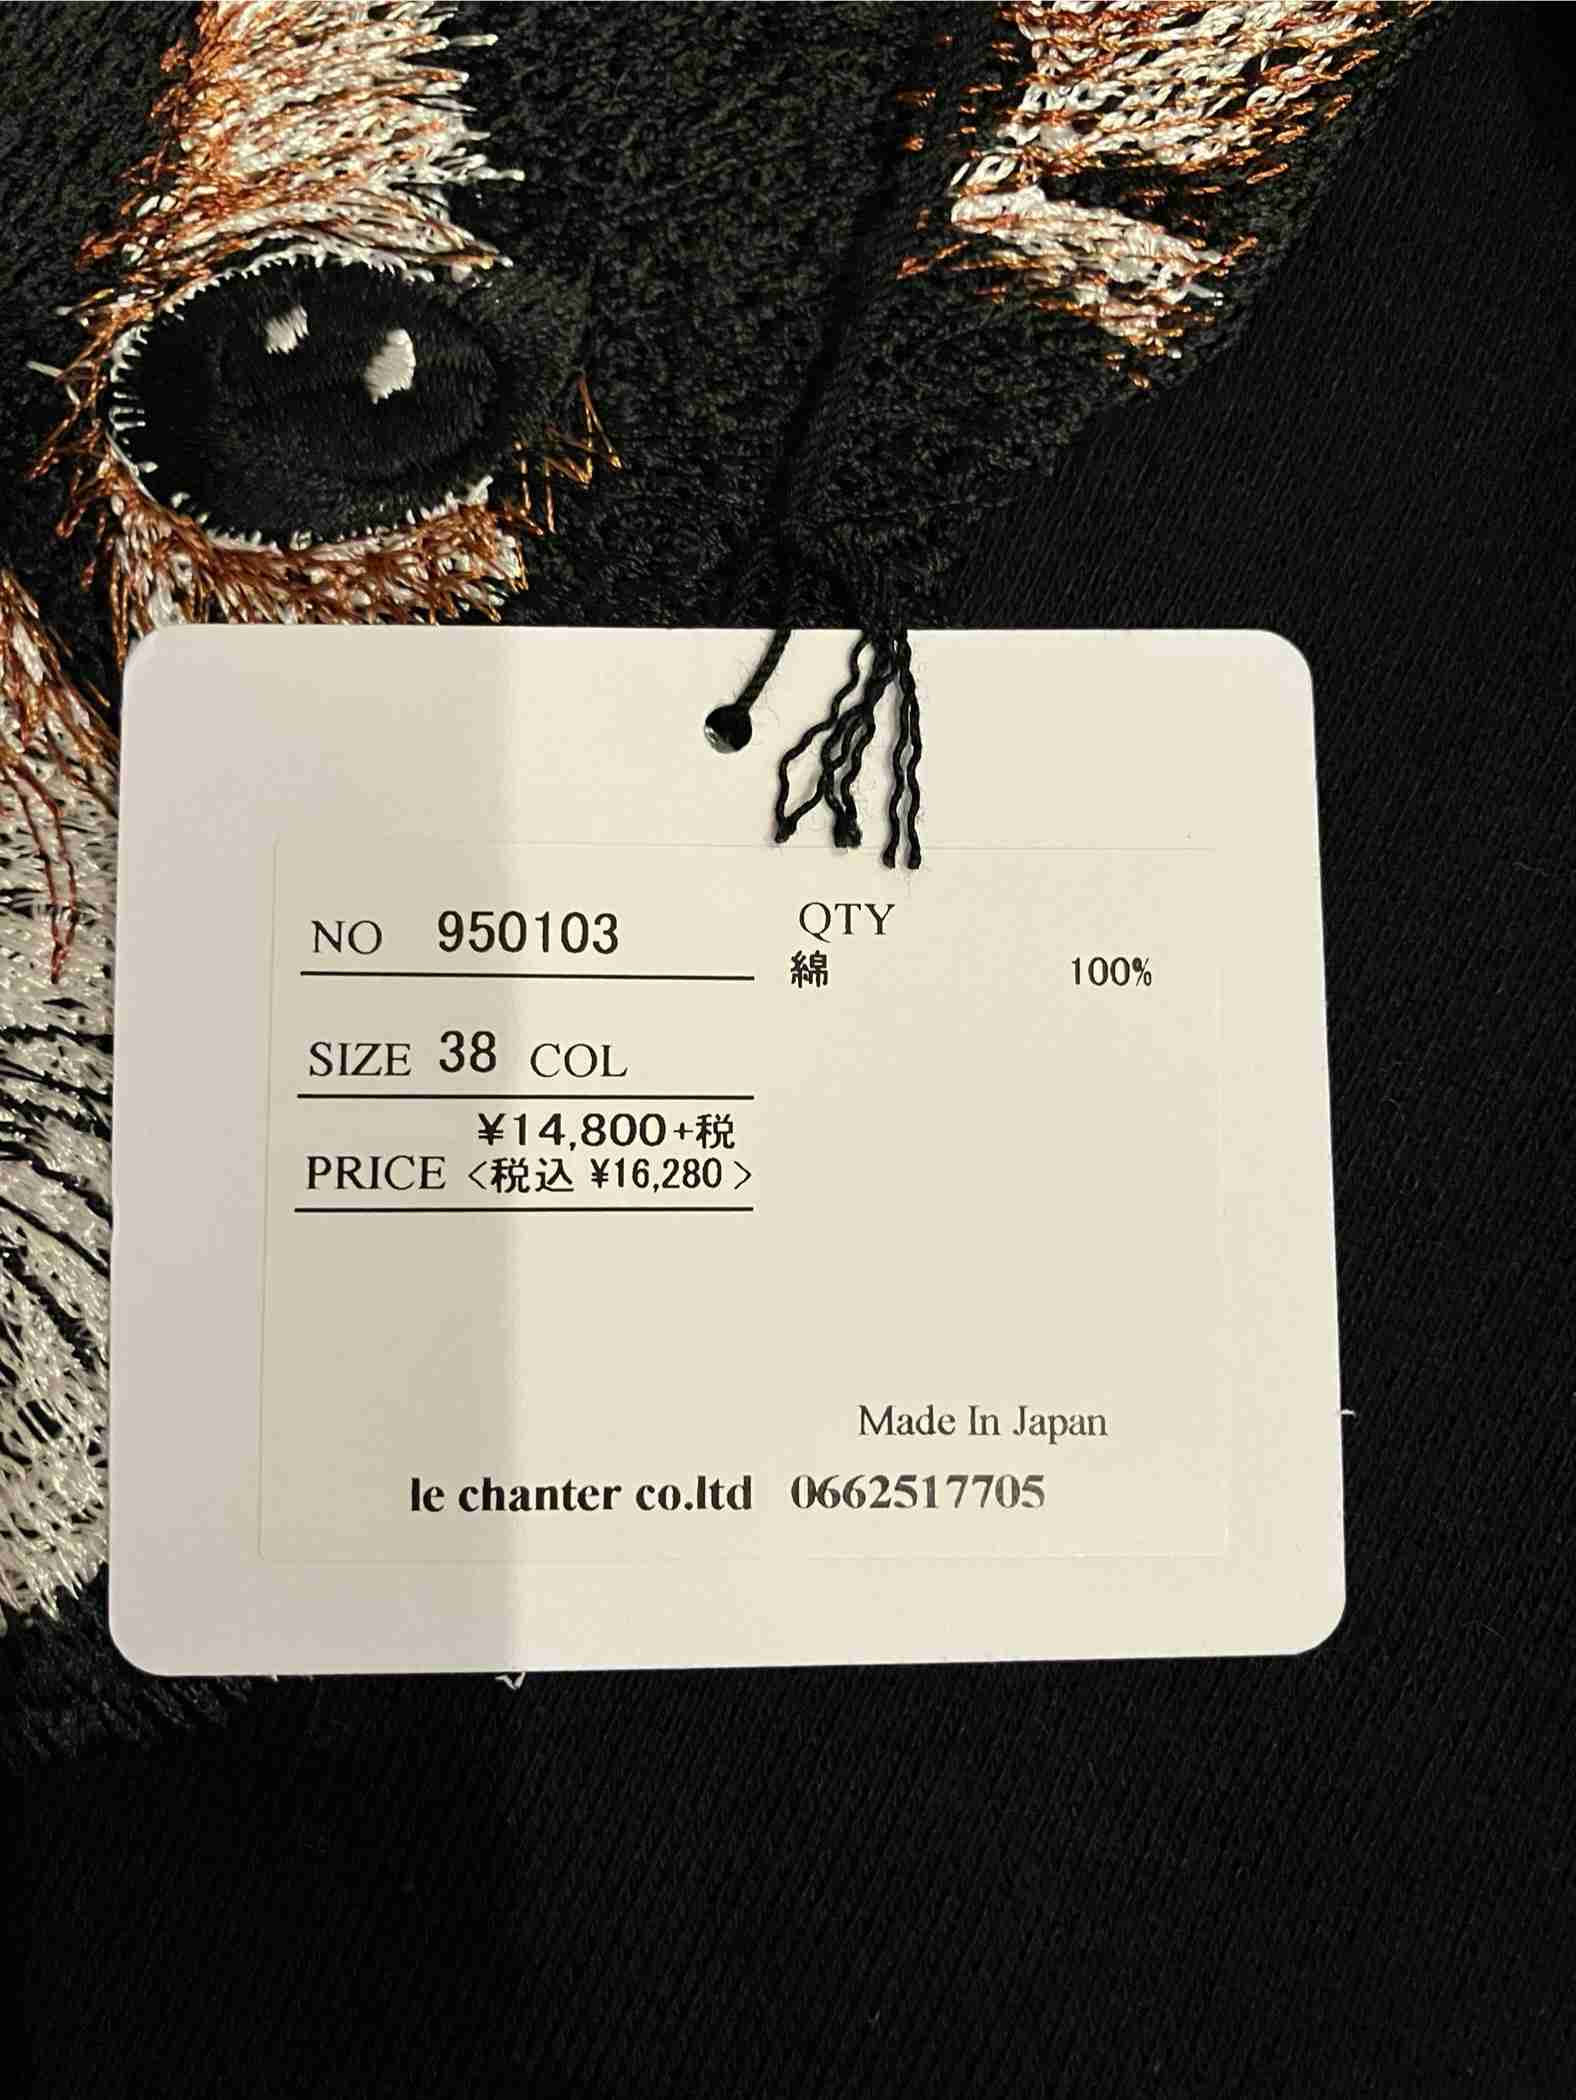 NO 950103
QTY
綿 100%
SIZE 38 COL
¥14,800+税
PRICE <税込 ¥16,280>
Made In Japan
le chanter co.ltd 0662517705